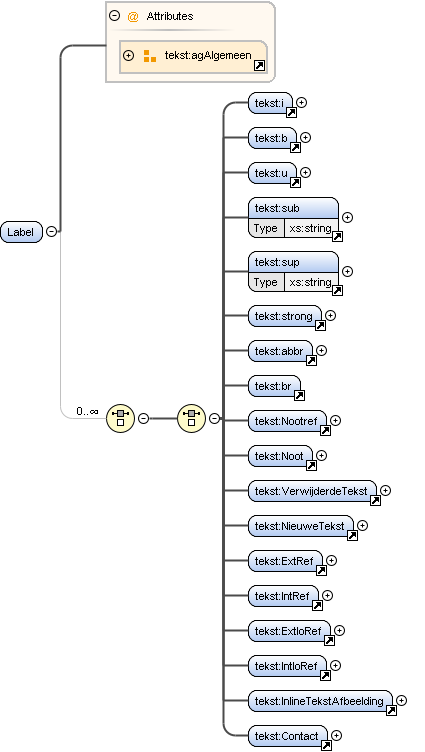 @ Attributes
tekst:agAlgemeen
Label
0..∞
tekst:i
tekst:b
tekst:u
tekst:sub
Type xs:string
tekst:sup
Type xs:string
tekst:strong
tekst:abbr
tekst:br
tekst:Nootref
tekst:Noot
tekst:VerwijderdeTekst
tekst:NieuweTekst
tekst:ExtRef
tekst:IntRef
tekst:ExtIoRef
tekst:IntIoRef
tekst:InlineTekstAfbeelding
tekst:Contact